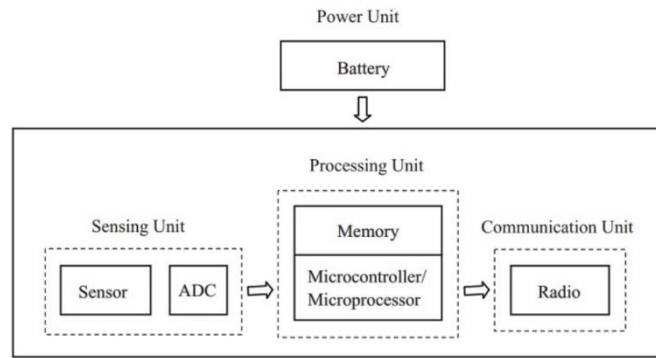 Power Unit
Battery
Processing Unit
Sensing Unit
Memory
Communication Unit
Sensor
ADC
Microcontroller/
Microprocessor
Radio